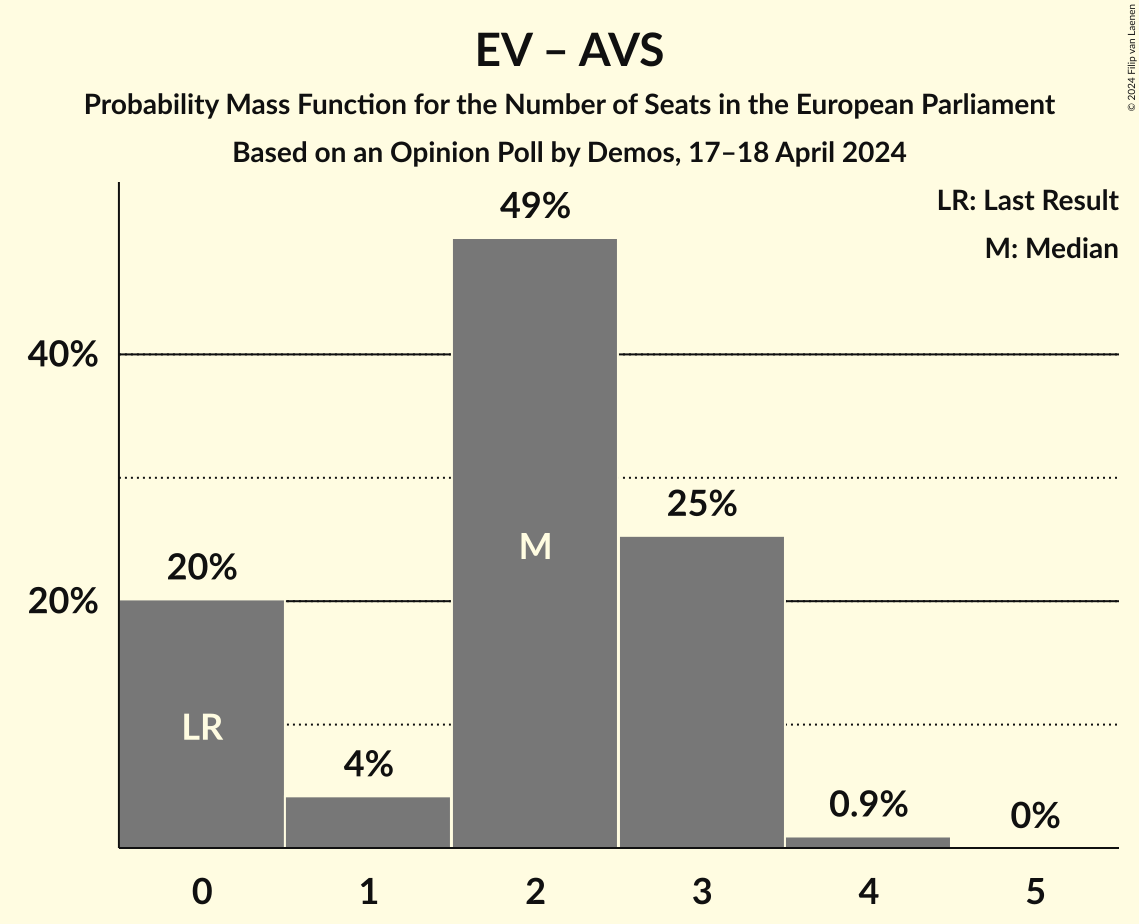 EV – AVS
Probability Mass Function for the Number of Seats in the European Parliament
Based on an Opinion Poll by Demos, 17–18 April 2024
© 2024 Filip van Laenen
LR: Last Result
M: Median
49%
40%
25%
M
20%
20%
LR
4%
0.9%
0%
0 1 2 3 4 5